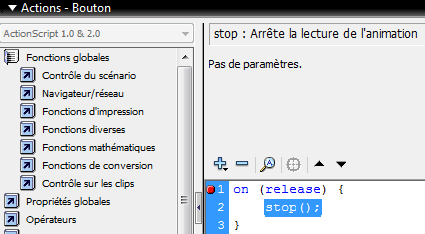 Actions - Bouton
ActionScript 1.0 & 2.0
Fonctions globales
Contrôle du scénario
Navigateur/réseau
Fonctions d'impression
Fonctions diverses
Fonctions mathématiques
Fonctions de conversion
Contrôle sur les clips
Propriétés globales
Opérateurs
stop : Arrête la lecture de l'animation
Pas de paramètres.
1 on (release) {
2 stop();
3 }